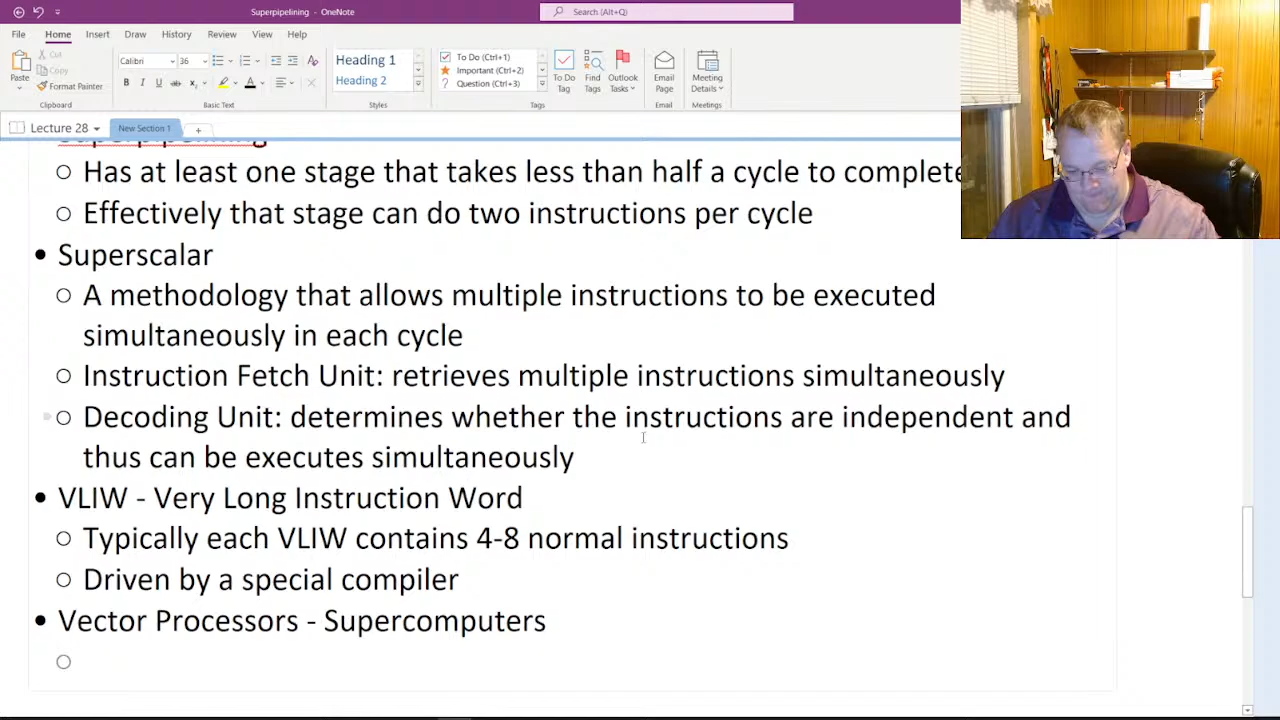 Superpipelining - OneNote
Search (Alt+Q)
File Home Insert Draw History Review View Help
Paste
Cut
Copy
Format Painter
Clipboard
Calibri 36
B I U ab x A
Basic Text
Heading 1
Heading 2
Styles
To Do (Ctrl+1)
Important (Ctrl+2)
Question (Ctrl+3)
To Do Tag
Find Tags
Outlook Tasks
Tags
Email Page
Email
Meeting Details
Meetings
Lecture 28
New Section 1
+
Superpipelining
○ Has at least one stage that takes less than half a cycle to complete
○ Effectively that stage can do two instructions per cycle
• Superscalar
○ A methodology that allows multiple instructions to be executed
simultaneously in each cycle
○ Instruction Fetch Unit: retrieves multiple instructions simultaneously
○ Decoding Unit: determines whether the instructions are independent and
thus can be executes simultaneously
• VLIW - Very Long Instruction Word
○ Typically each VLIW contains 4-8 normal instructions
○ Driven by a special compiler
• Vector Processors - Supercomputers
○